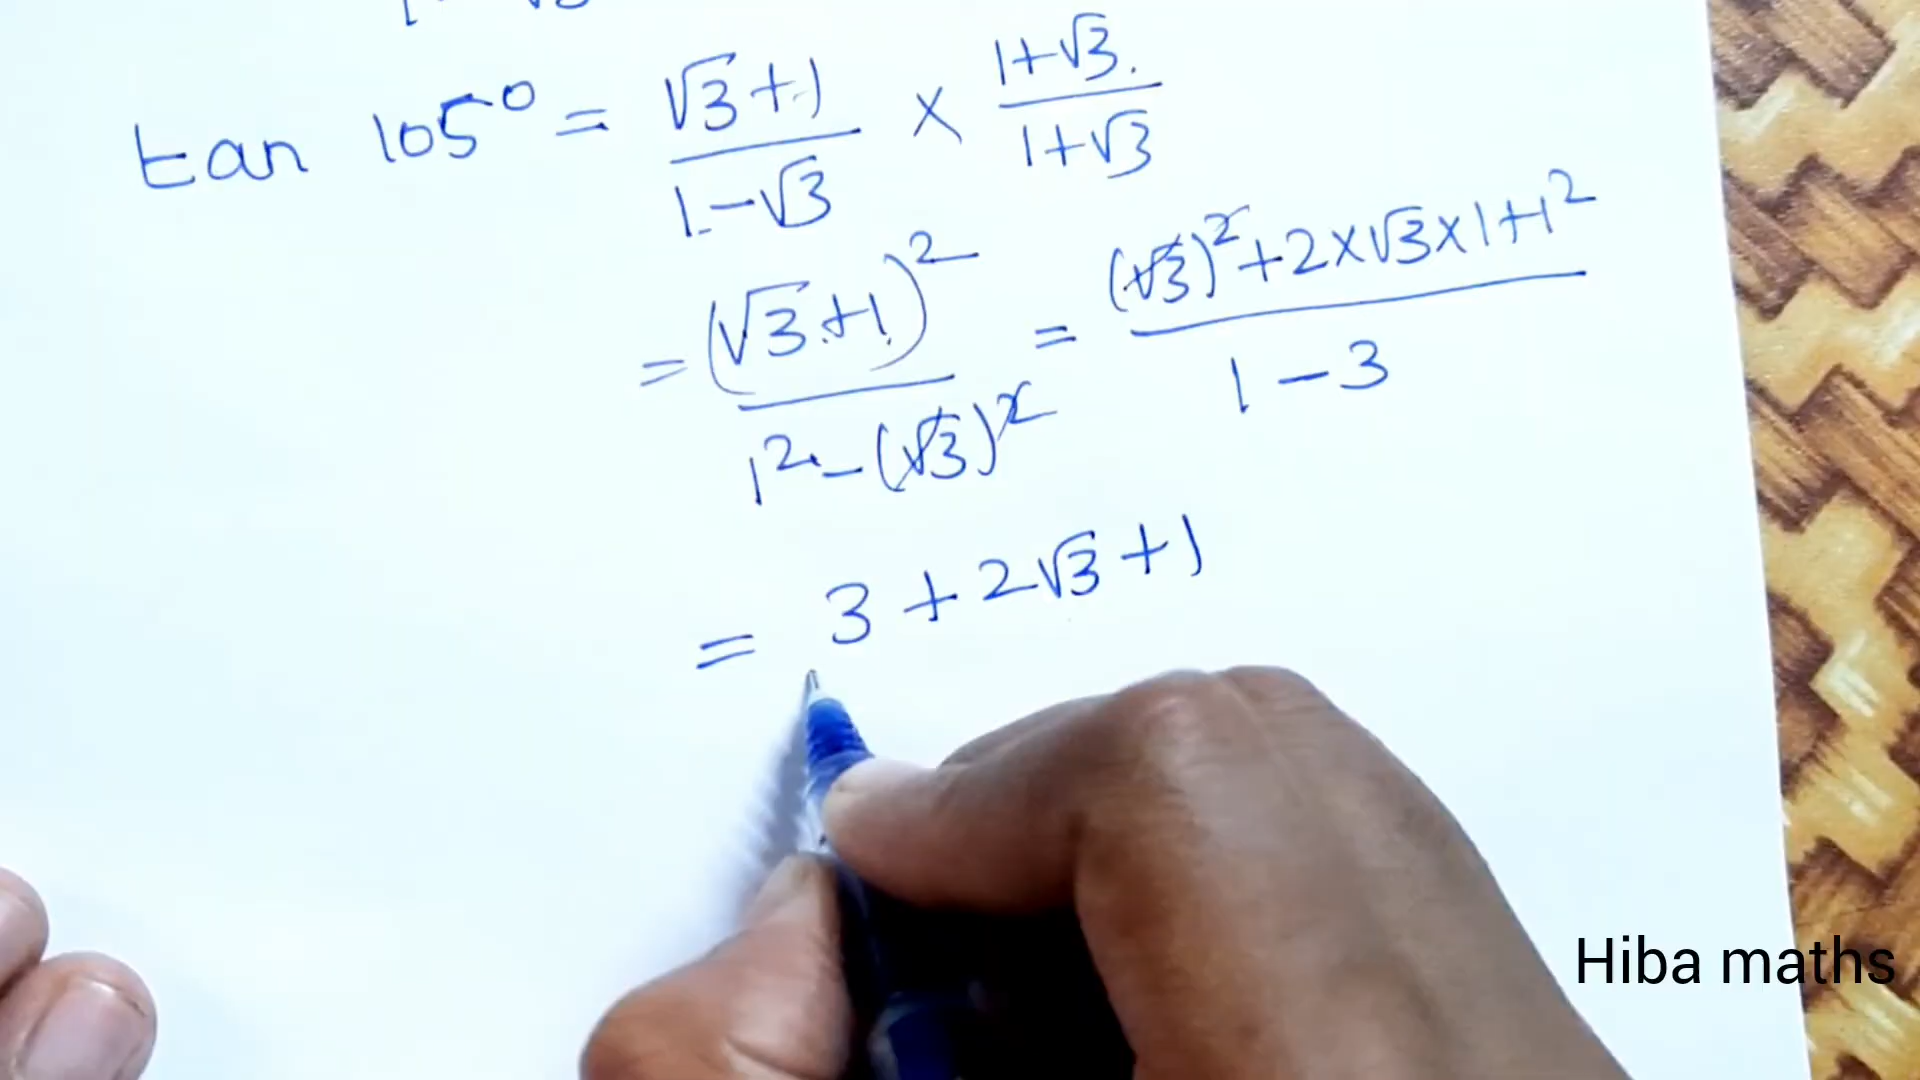 tan 105° = √3+1 / 1-√3 × 1+√3. / 1+√3
= (√3+1)² / 1² - (√3)² = (√3)²+2×√3×1+1² / 1-3
= 3+2√3+1
Hiba maths